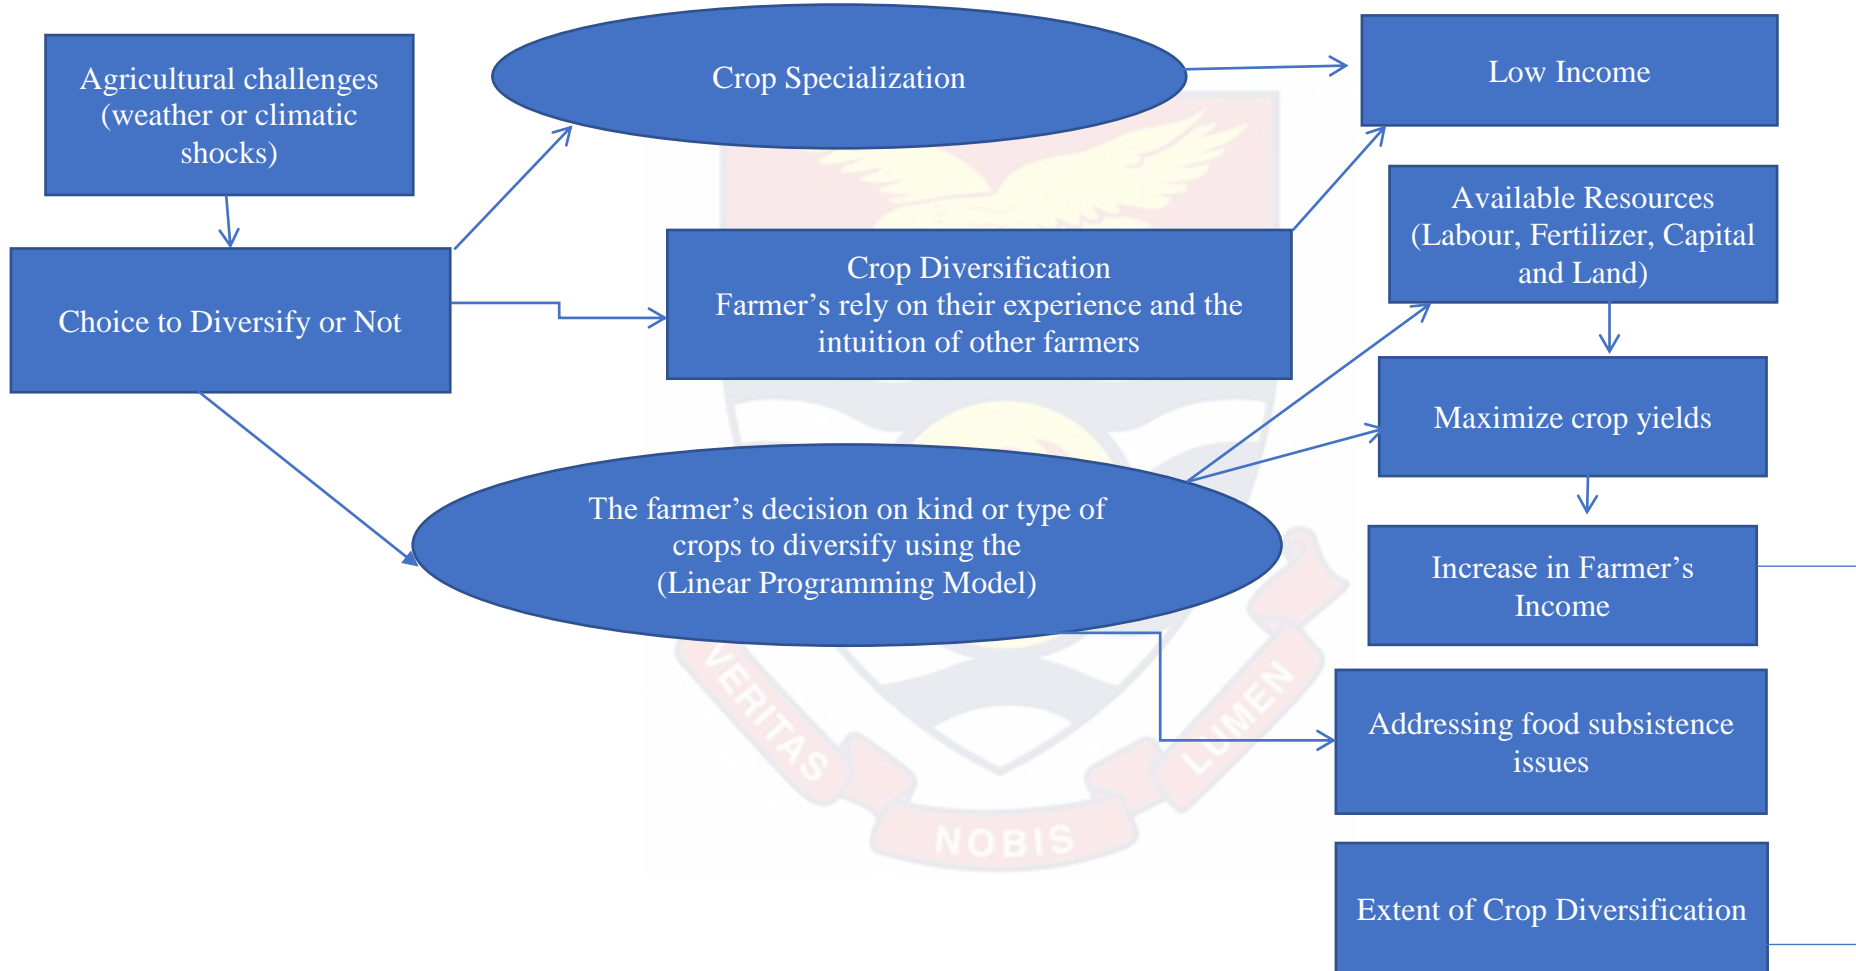 Agricultural challenges
(weather or climatic
shocks)
Crop Specialization
Low Income
Available Resources
(Labour, Fertilizer, Capital
and Land)
Choice to Diversify or Not
Crop Diversification
Farmer’s rely on their experience and the
intuition of other farmers
Maximize crop yields
The farmer’s decision on kind or type of
crops to diversify using the
(Linear Programming Model)
Increase in Farmer’s
Income
Addressing food subsistence
issues
Extent of Crop Diversification
VERITAS
NOBIS
LUMEN